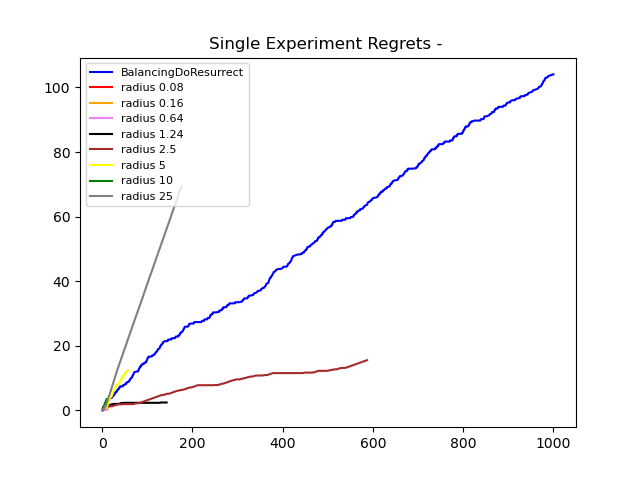 Single Experiment Regrets -
BalancingDoResurrect
radius 0.08
radius 0.16
radius 0.64
radius 1.24
radius 2.5
radius 5
radius 10
radius 25
100
80
60
40
20
0
0 200 400 600 800 1000